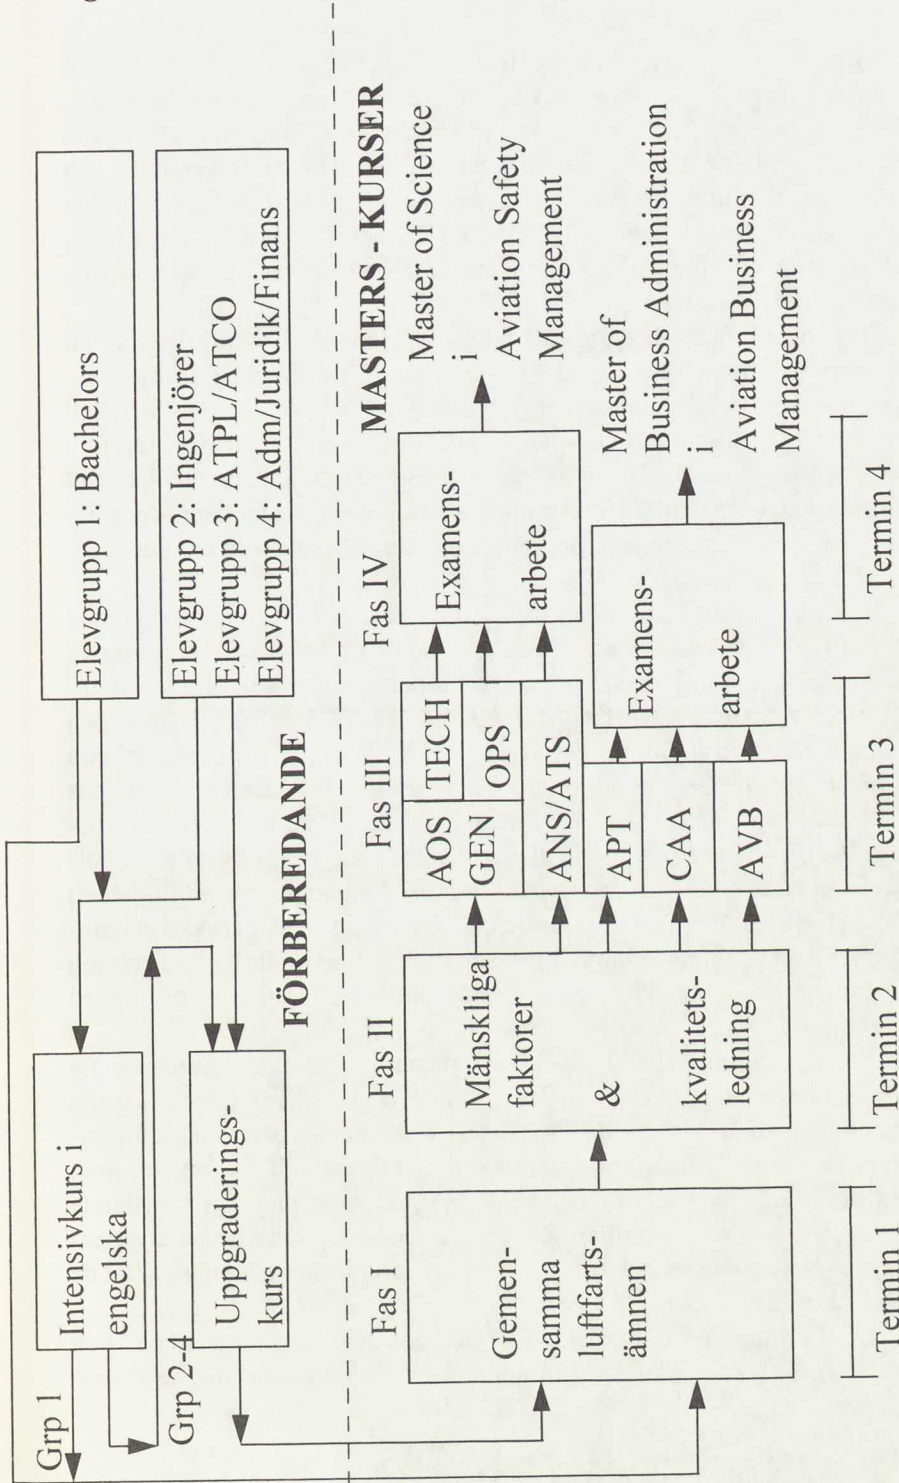 Elevgrupp 1: Bachelors
Elevgrupp 2: Ingenjörer
Elevgrupp 3: ATPL/ATCO
Elevgrupp 4: Adm/Juridik/Finans
Intensivkurs i
engelska
Grp 1
Grp 2-4
Uppgraderings-
kurs
FÖRBEREDANDE
MASTERS - KURSER
Fas I
Gemen-
samma
luftfarts-
ämnen
Fas II
Mänskliga
faktorer
&
kvalitets-
ledning
Fas III
AOS
GEN
TECH
OPS
ANS/ATS
APT
CAA
AVB
Fas IV
Examens-
arbete
Examens-
arbete
Master of Science
i
Aviation Safety
Management
Master of
Business Administration
i
Aviation Business
Management
Termin 1
Termin 2
Termin 3
Termin 4